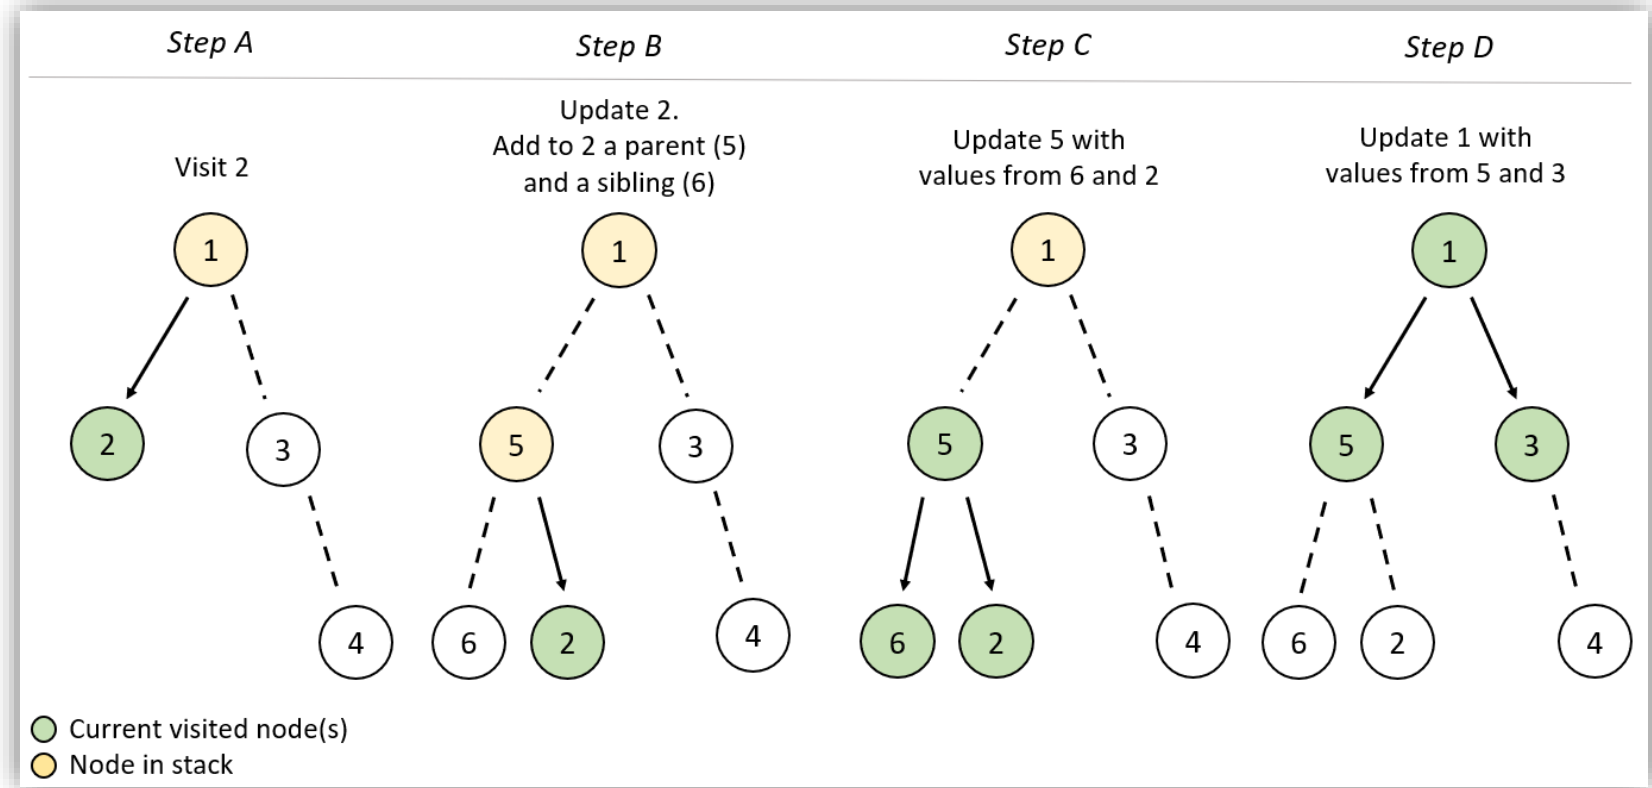 Step A
Step B
Step C
Step D
Visit 2
Update 2.
Add to 2 a parent (5)
and a sibling (6)
Update 5 with
values from 6 and 2
Update 1 with
values from 5 and 3
1
2
3
4
1
5
3
6
2
4
1
5
3
6
2
4
1
5
3
6
2
4
Current visited node(s)
Node in stack